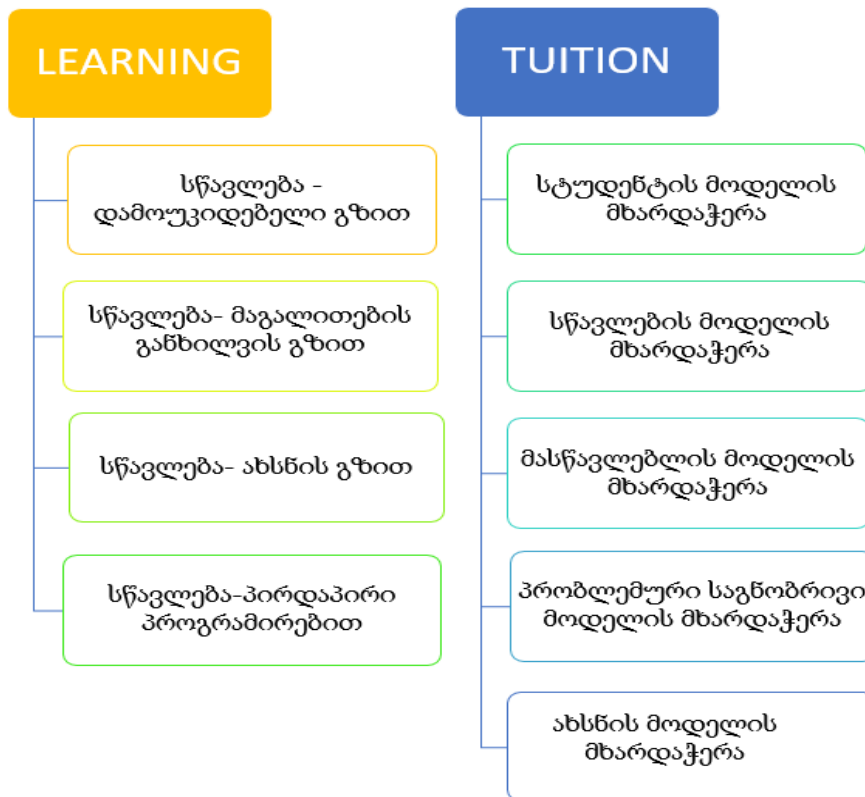 LEARNING
სწავლება -
დამოუკიდებელი გზით
სწავლება- მაგალითების
განხილვის გზით
სწავლება- ახსნის გზით
სწავლება-პირდაპირი
პროგრამირებით
TUITION
სტუდენტის მოდელის
მხარდაჭერა
სწავლების მოდელის
მხარდაჭერა
მასწავლებლის მოდელის
მხარდაჭერა
პრობლემური საგნობრივი
მოდელის მხარდაჭერა
ახსნის მოდელის
მხარდაჭერა